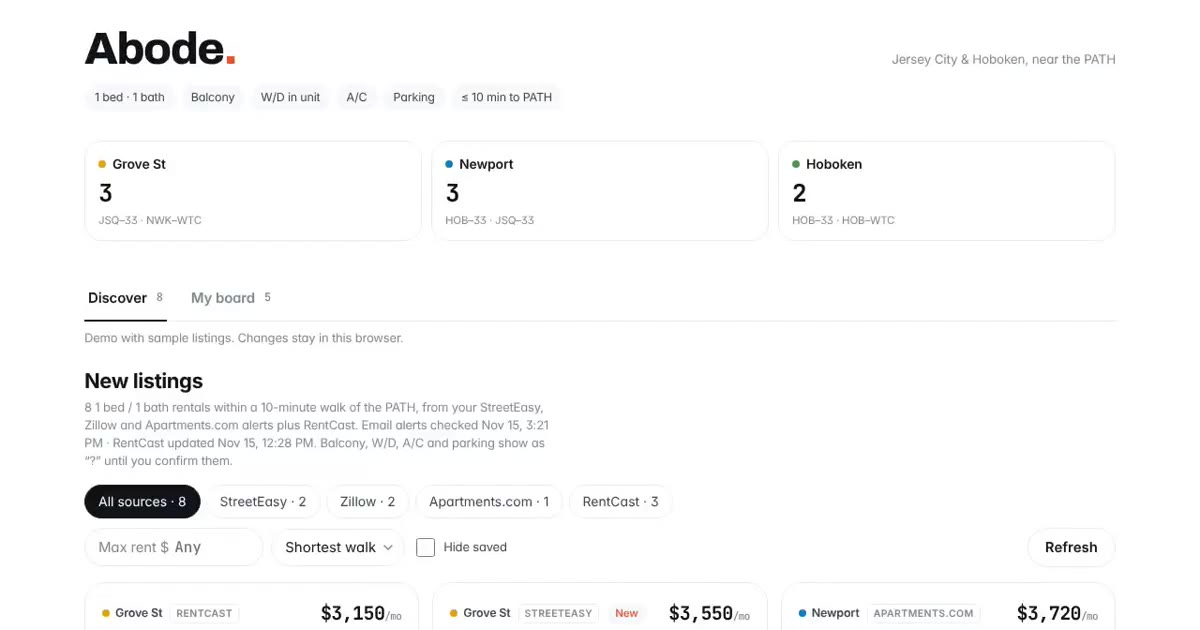 Abode.
Jersey City & Hoboken, near the PATH
1 bed · 1 bath Balcony W/D in unit A/C Parking ≤ 10 min to PATH
Grove St
3
JSQ–33 · NWK–WTC
Newport
3
HOB–33 · JSQ–33
Hoboken
2
HOB–33 · HOB–WTC
Discover 8 My board 5
Demo with sample listings. Changes stay in this browser.
New listings
8 1 bed / 1 bath rentals within a 10-minute walk of the PATH, from your StreetEasy,
Zillow and Apartments.com alerts plus RentCast. Email alerts checked Nov 15, 3:21
PM · RentCast updated Nov 15, 12:28 PM. Balcony, W/D, A/C and parking show as
“?” until you confirm them.
All sources · 8 StreetEasy · 2 Zillow · 2 Apartments.com · 1 RentCast · 3
Max rent $ Any Shortest walk Hide saved Refresh
Grove St RENTCAST $3,150/mo
Grove St STREETEASY New $3,550/mo
Newport APARTMENTS.COM $3,720/mo